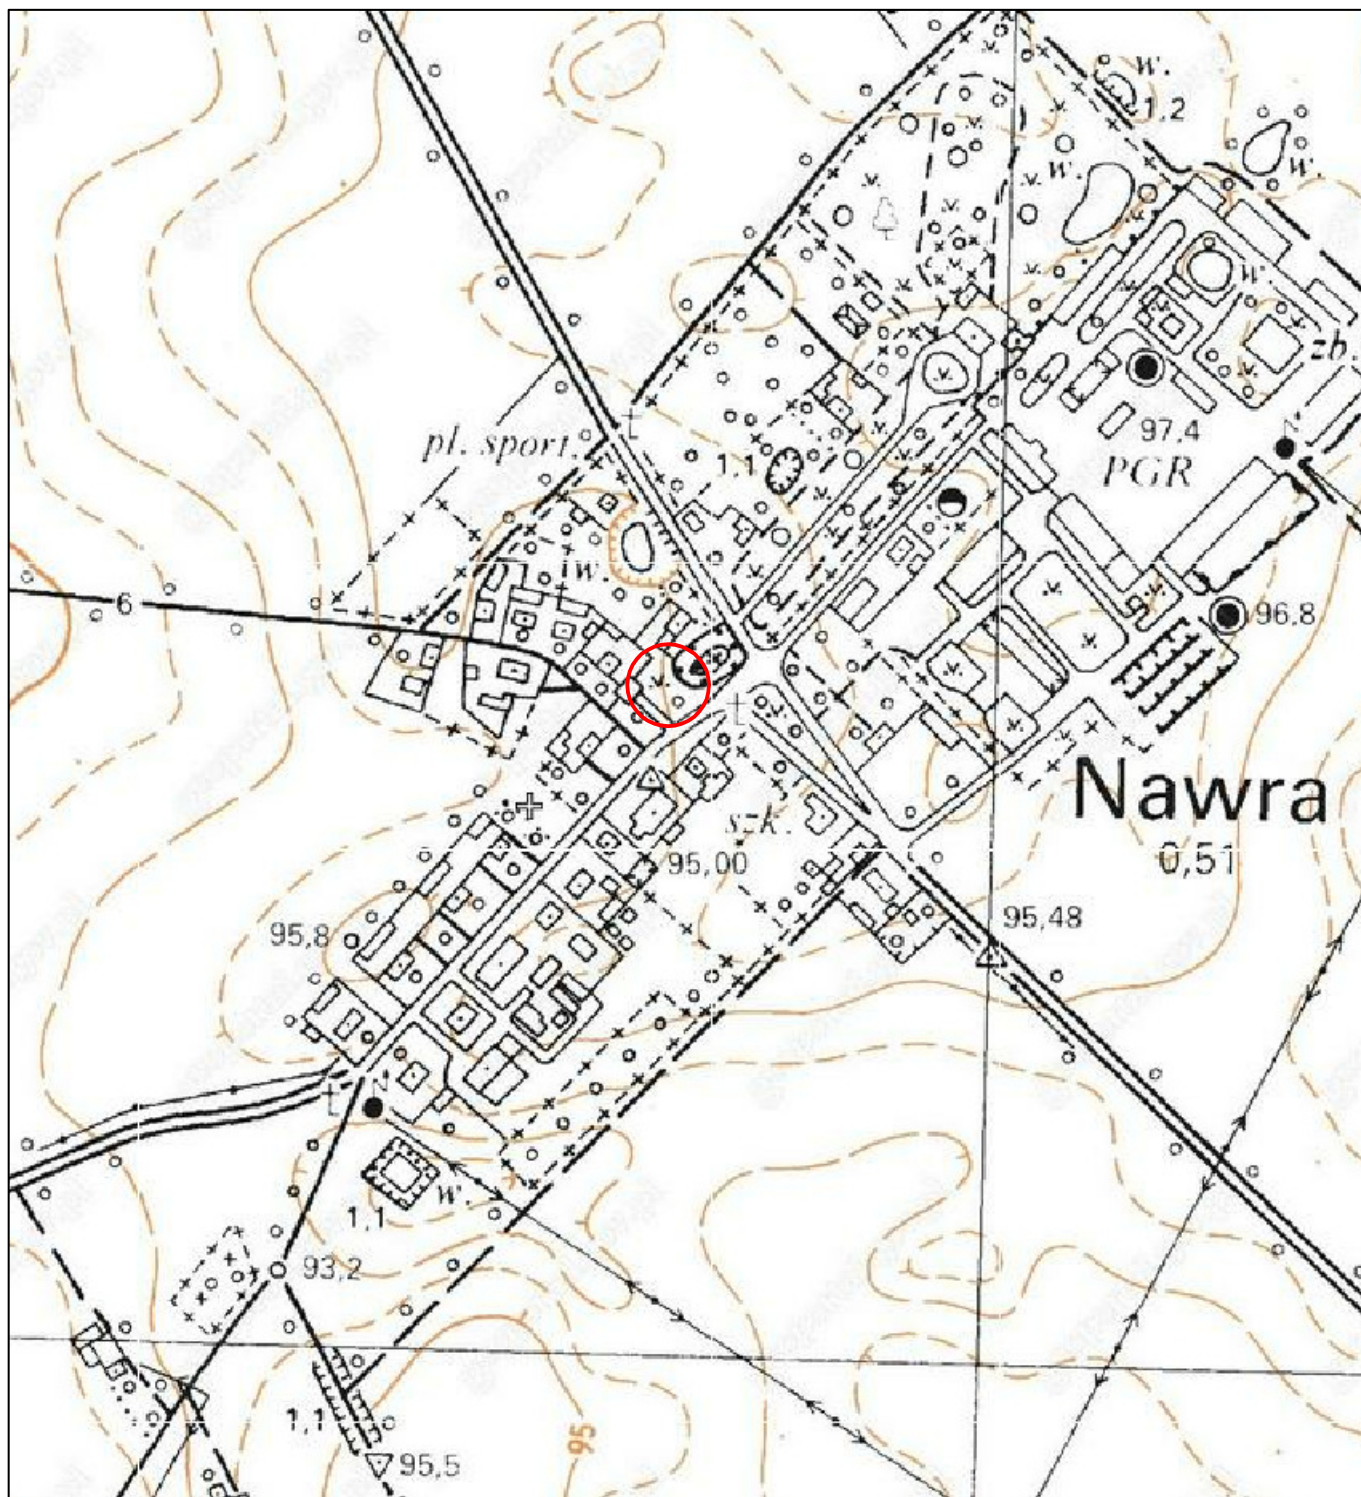 w.
1,2
w.
w.
w.
zb.
pl. sport.
1,1
97,4
PGR
N
w.
6
96.8
Nawra
0,51
szk.
95,00
95,48
95,8
N
w.
1,1
93,2
1,1
95
95,5